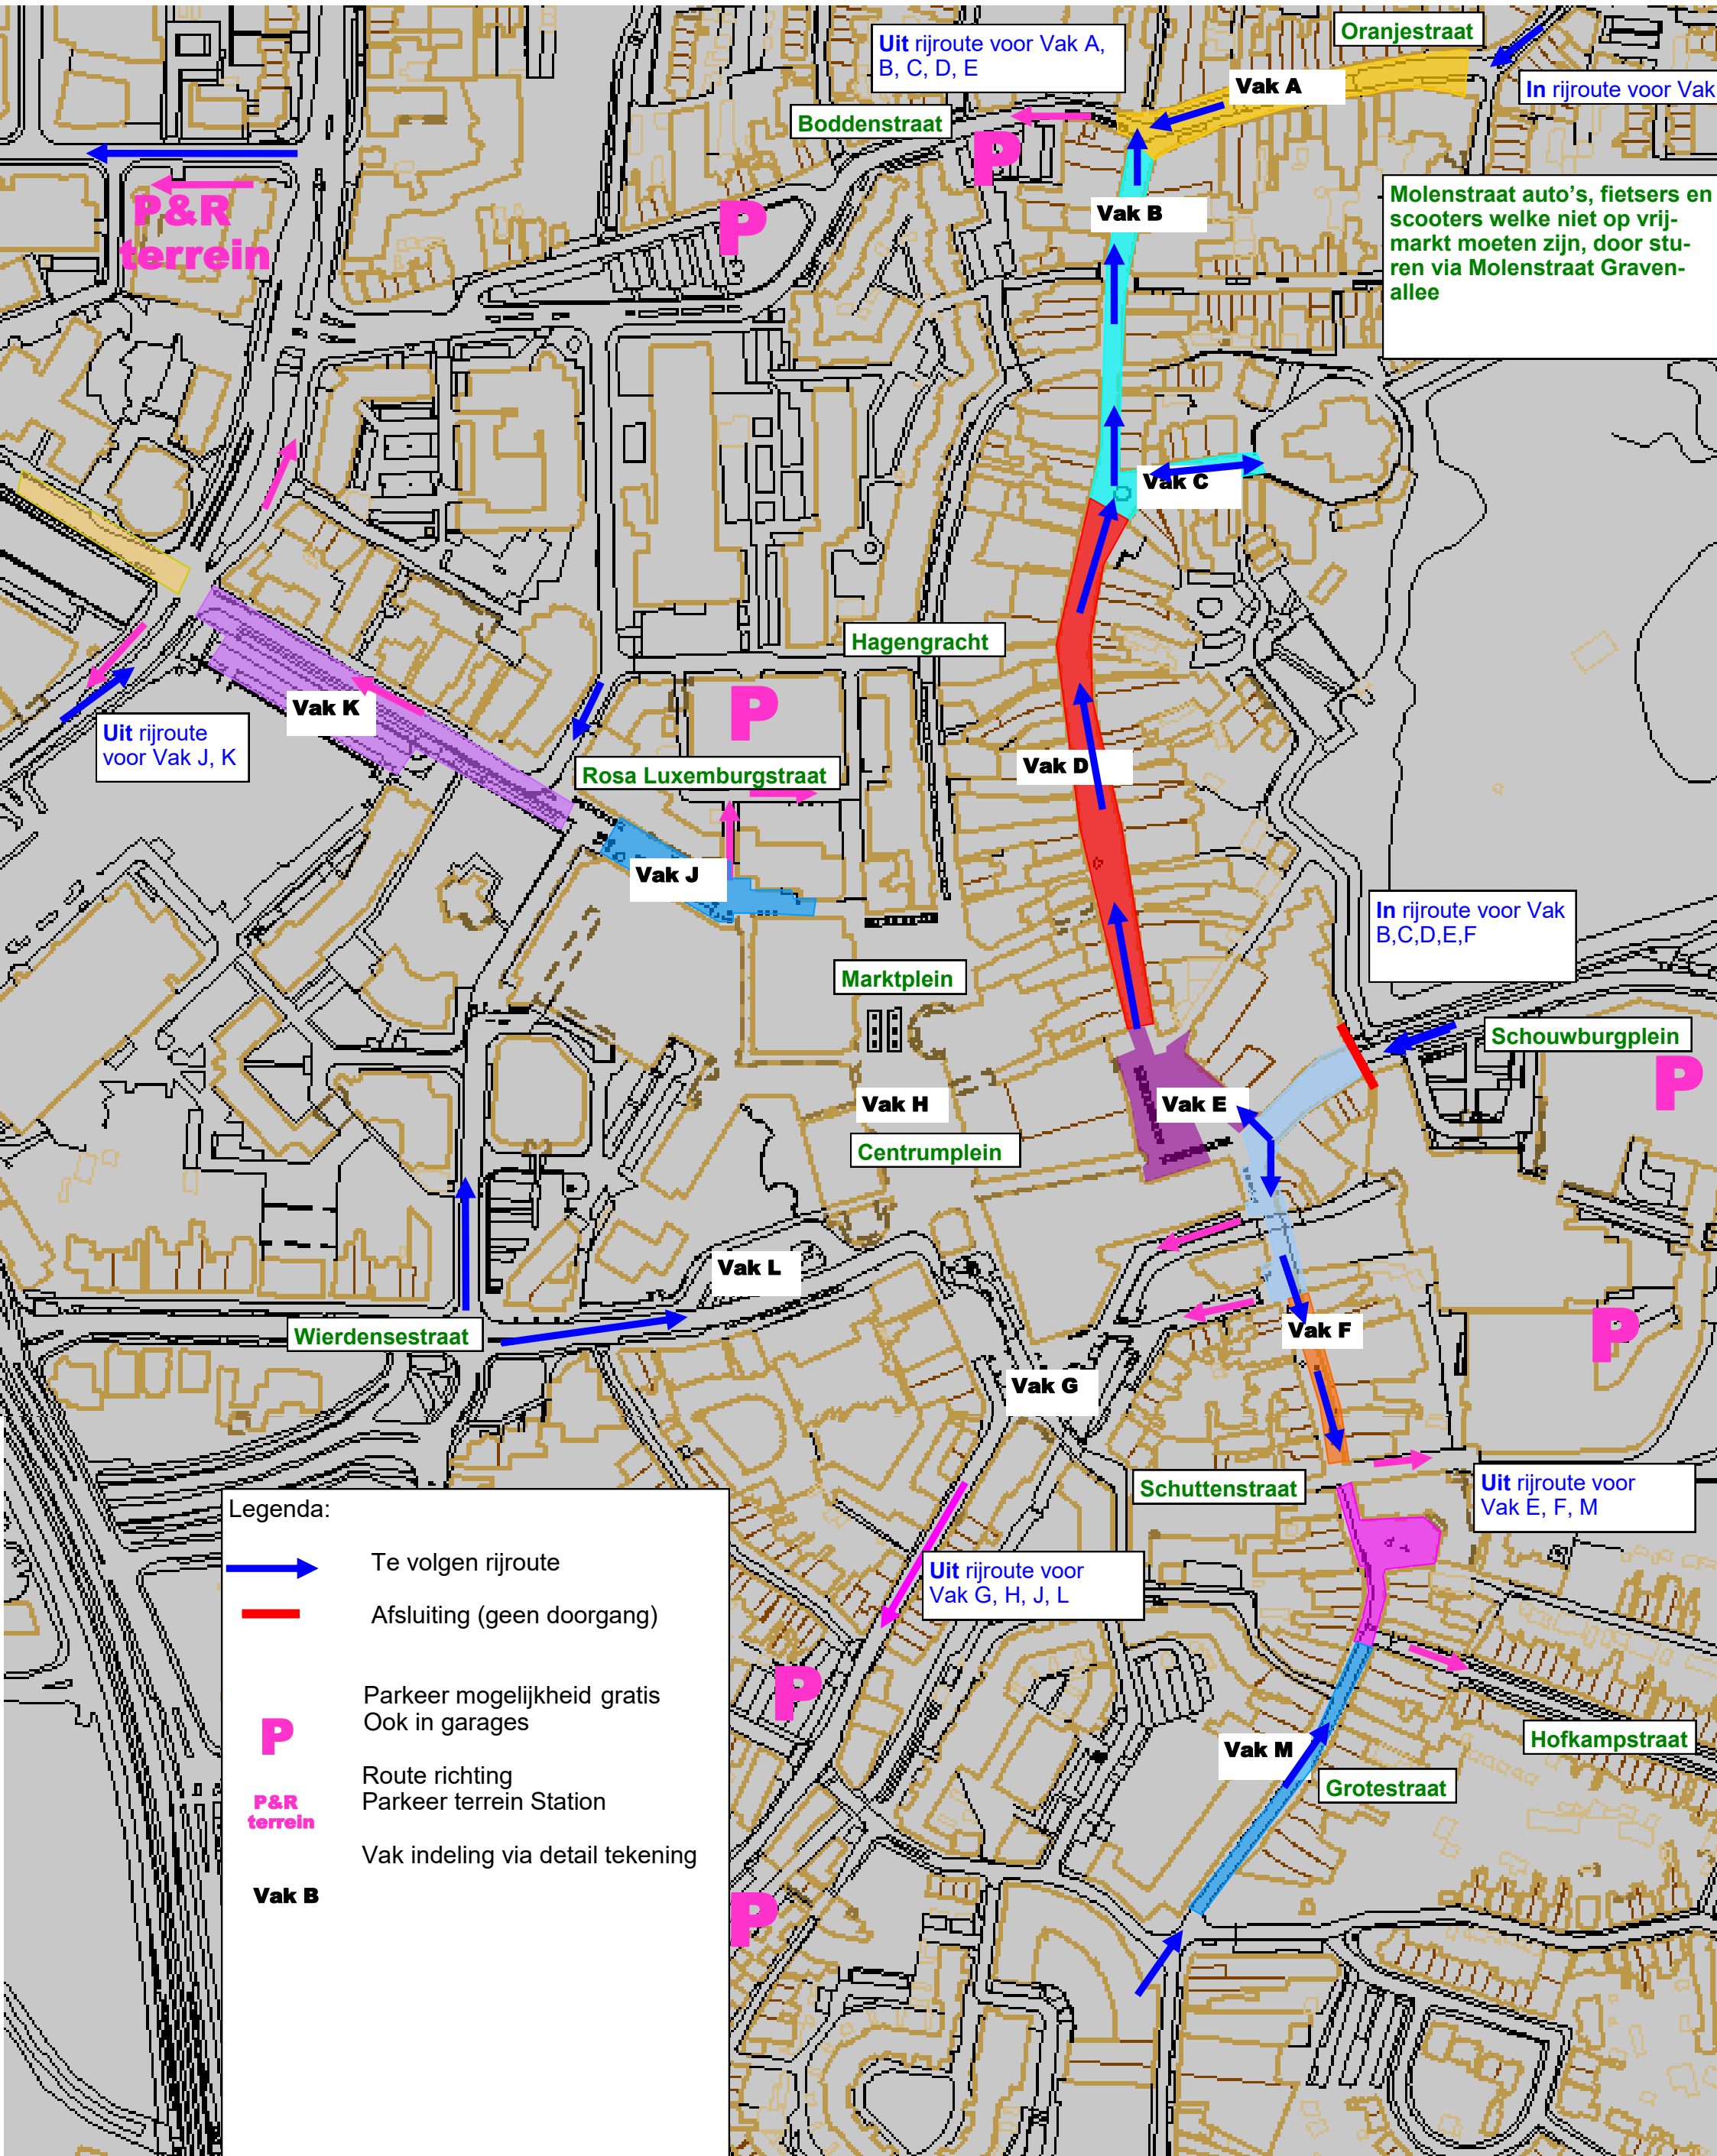 Oranjestraat
Uit rijroute voor Vak A,
B, C, D, E
Vak A
In rijroute voor Vak
Boddenstraat
P
P&R
terrein
P
Vak B
Molenstraat auto's, fietsers en
scooters welke niet op vrij-
markt moeten zijn, door stu-
ren via Molenstraat Graven-
allee
Vak C
Hagengracht
Vak K
P
Uit rijroute
voor Vak J, K
Rosa Luxemburgstraat
Vak D
Vak J
In rijroute voor Vak
B,C,D,E,F
Marktplein
Schouwburgplein
P
Vak H
Vak E
Centrumplein
Vak L
Wierdensestraat
Vak F
P
Vak G
Schuttenstraat
Uit rijroute voor
Vak E, F, M
Uit rijroute voor
Vak G, H, J, L
P
Hofkampstraat
Vak M
Grotestraat
P
Legenda:
Te volgen rijroute
Afsluiting (geen doorgang)
Parkeer mogelijkheid gratis
Ook in garages
P
Route richting
Parkeer terrein Station
P&R
terrein
Vak indeling via detail tekening
Vak B